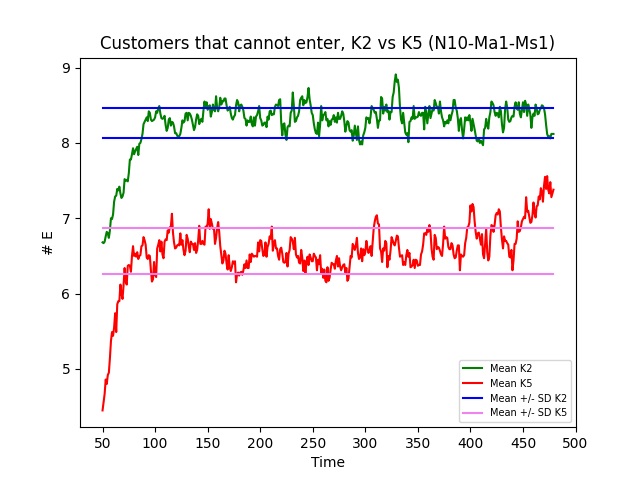 Customers that cannot enter, K2 vs K5 (N10-Ma1-Ms1)
9
8
7
6
5
# E
50 100 150 200 250 300 350 400 450 500
Time
Mean K2
Mean K5
Mean +/- SD K2
Mean +/- SD K5